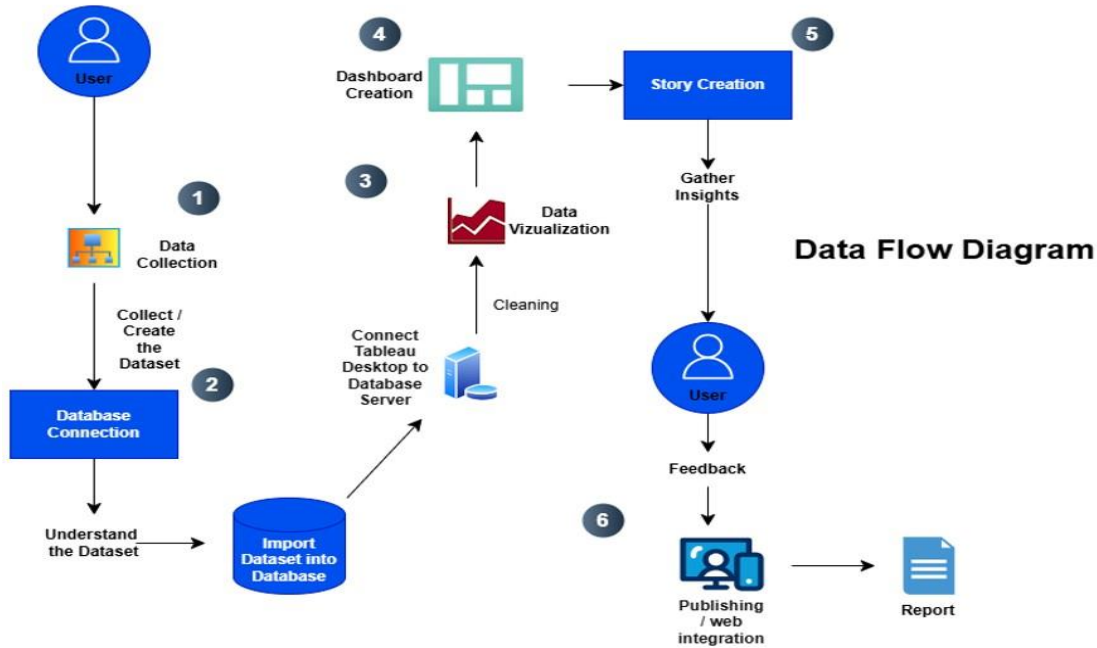 User
1
Data
Collection
Collect /
Create
the
Dataset
2
Database
Connection
Understand
the Dataset
Import
Dataset into
Database
Connect
Tableau
Desktop to
Database
Server
Cleaning
3
Data
Vizualization
4
Dashboard
Creation
5
Story Creation
Gather
Insights
Data Flow Diagram
User
Feedback
6
Publishing
/ web
integration
Report